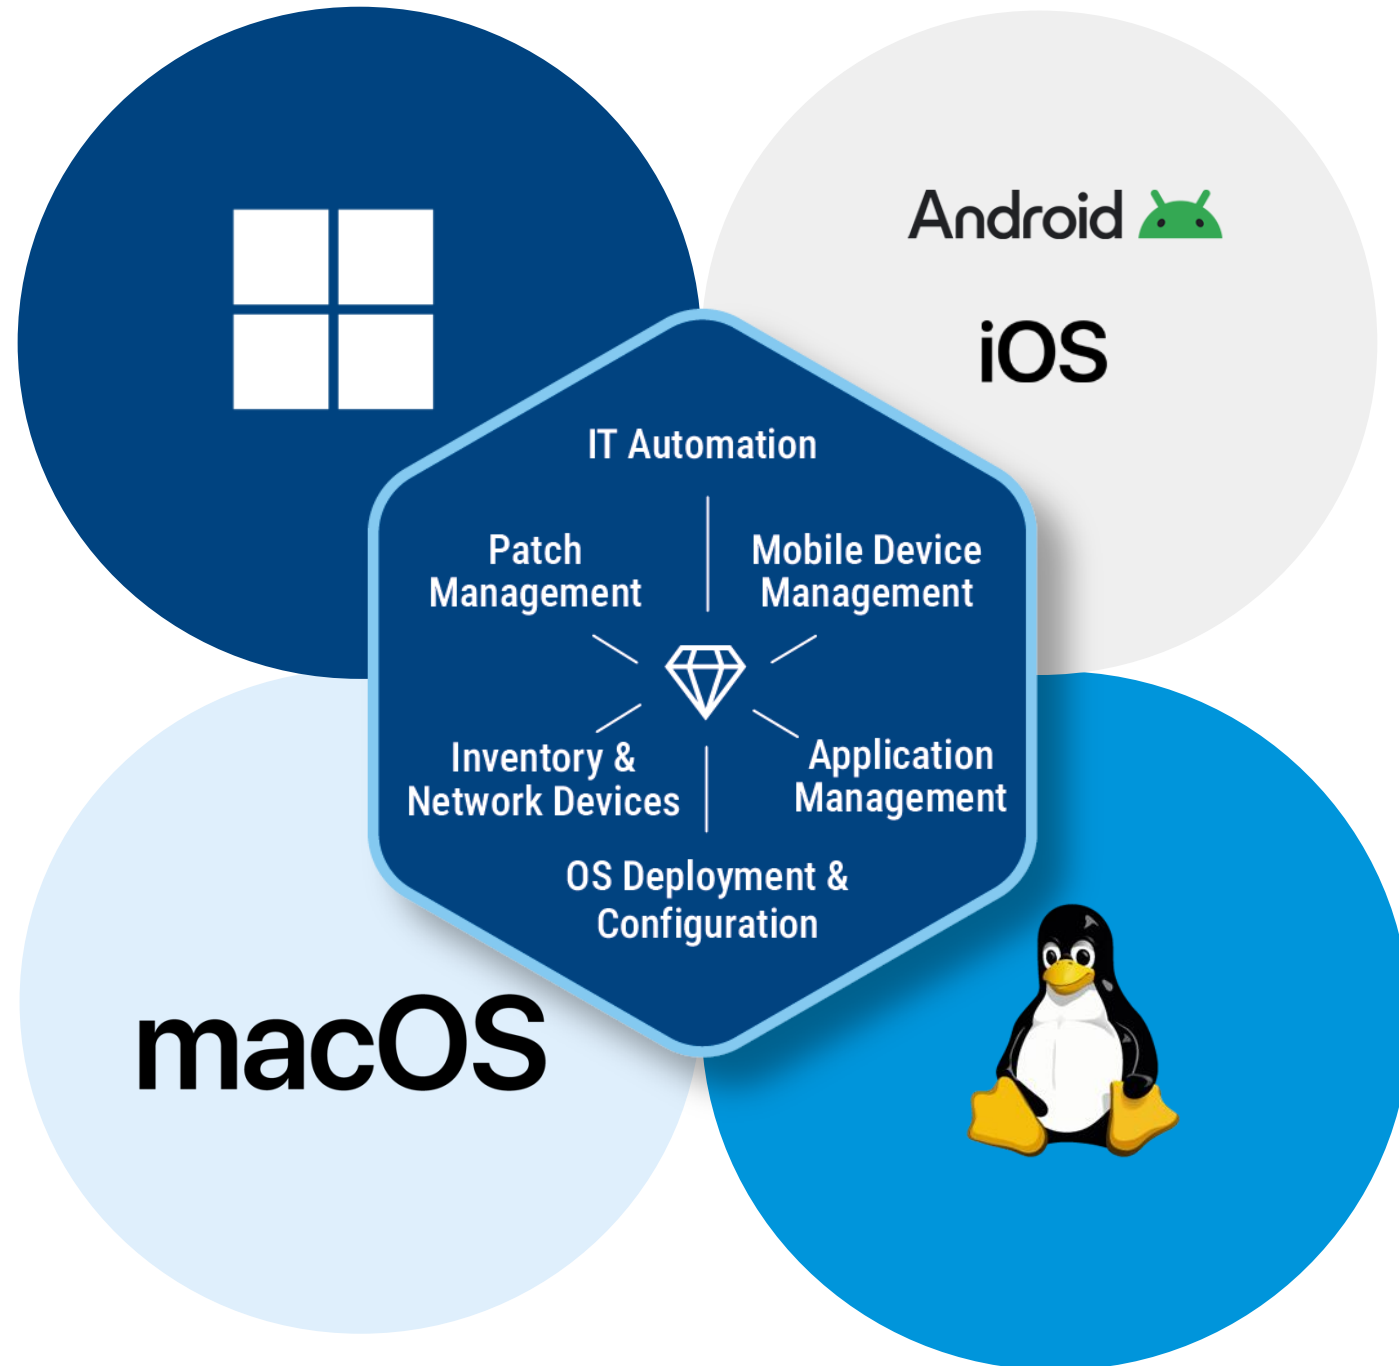 Android
iOS
IT Automation
Patch
Management
Mobile Device
Management
Inventory &
Network Devices
Application
Management
OS Deployment &
Configuration
macOS